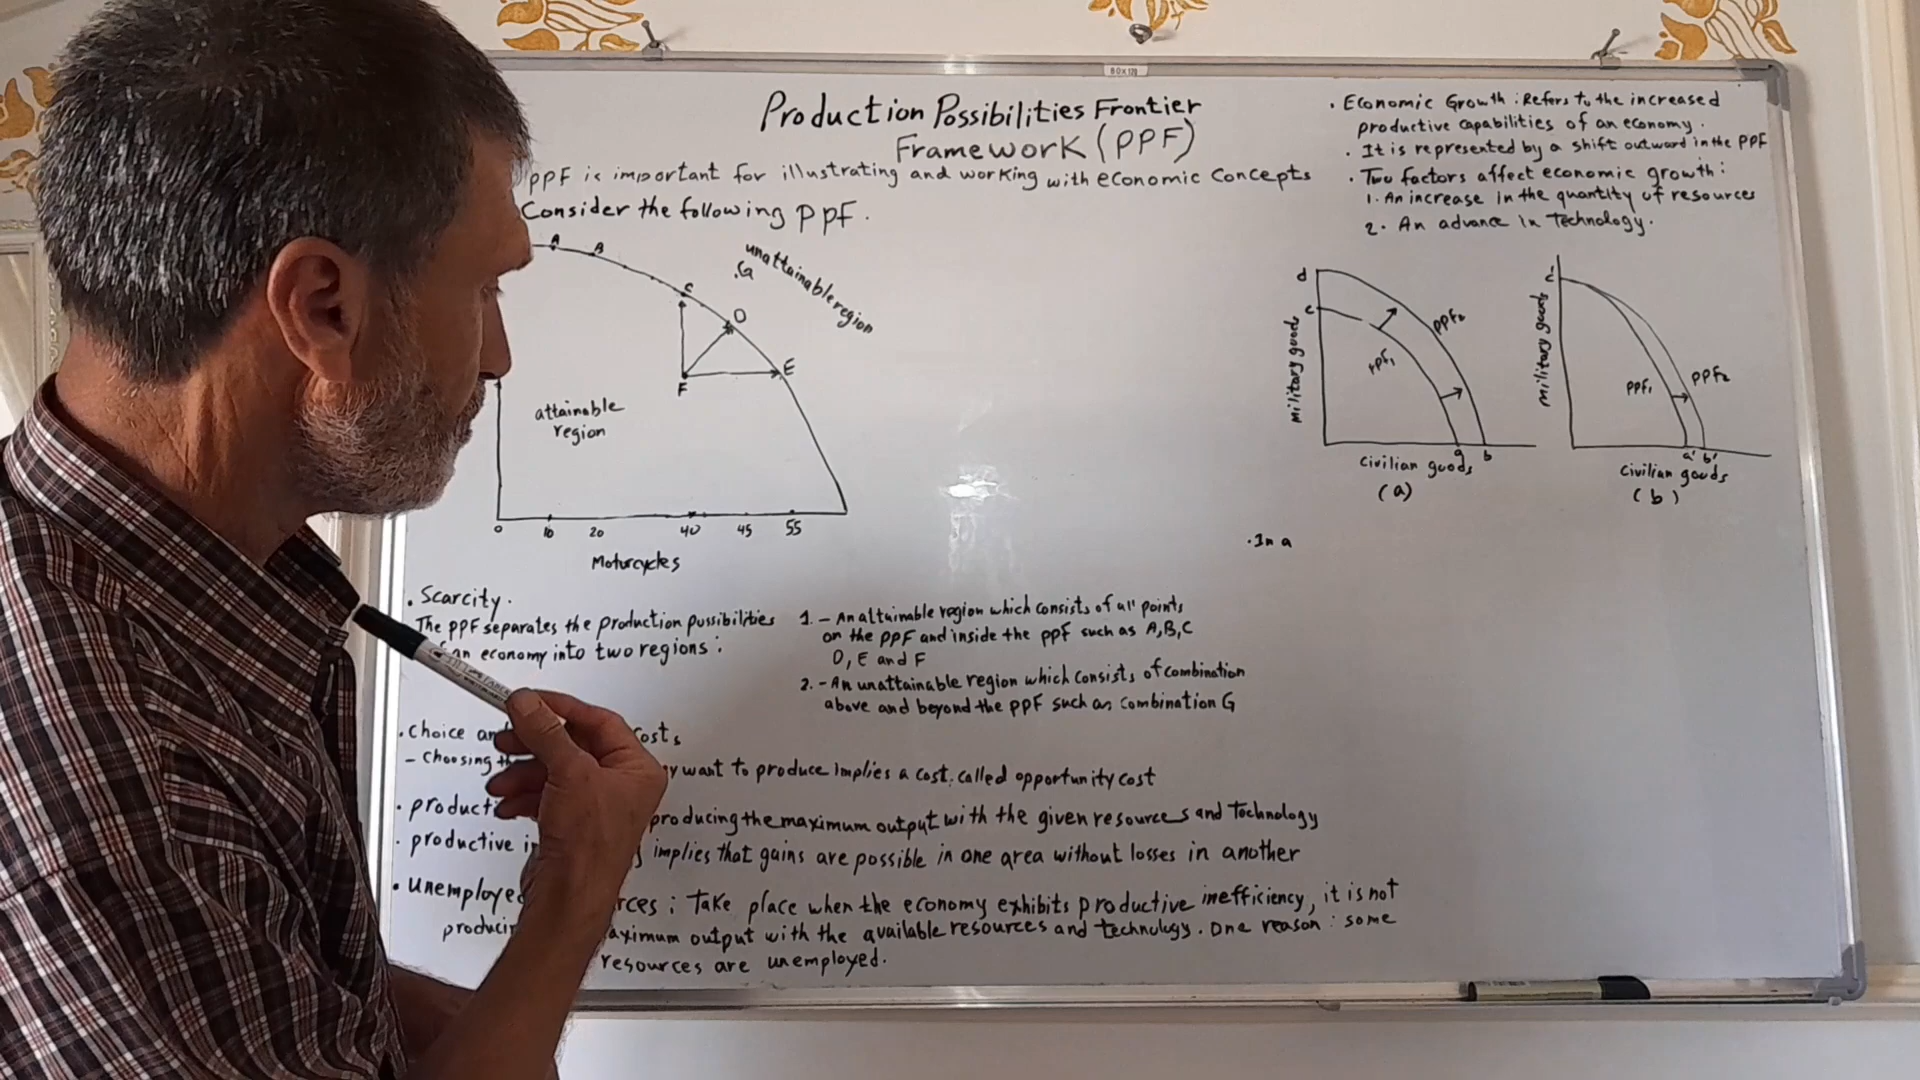 60x120
Production Possibilities Frontier
Framework (PPF)
PPF is important for illustrating and working with economic concepts
Consider the following PPF.
A
B
C
D
E
F
.G
unattainable region
attainable
region
0 10 20 40 45 55
Motorcycles
. Scarcity.
. The PPF separates the production possibilities
an economy into two regions:
1. - An attainable region which consists of all points
on the PPF and inside the PPF such as A, B, C
D, E and F
2. - An unattainable region which consists of combination
above and beyond the PPF such as combination G
. Choice
costs
- Choosing
want to produce implies a cost. called opportunity cost
.
producing the maximum output with the given resources and Technology
. productive
implies that gains are possible in one area without losses in another
.
: Take place when the economy exhibits productive inefficiency, it is not
output with the available resources and technology. One reason: some
resources are unemployed.
. Economic Growth: Refers to the increased
productive capabilities of an economy.
. It is represented by a shift outward in the PPF
. Two factors affect economic growth:
1. An increase in the quantity of resources
2. An advance in Technology.
d
c
military goods
PPF1
PPF2
a b
Civilian goods
(a)
c'
military goods
PPF1
PPF2
a' b'
Civilian goods
(b)
. In a